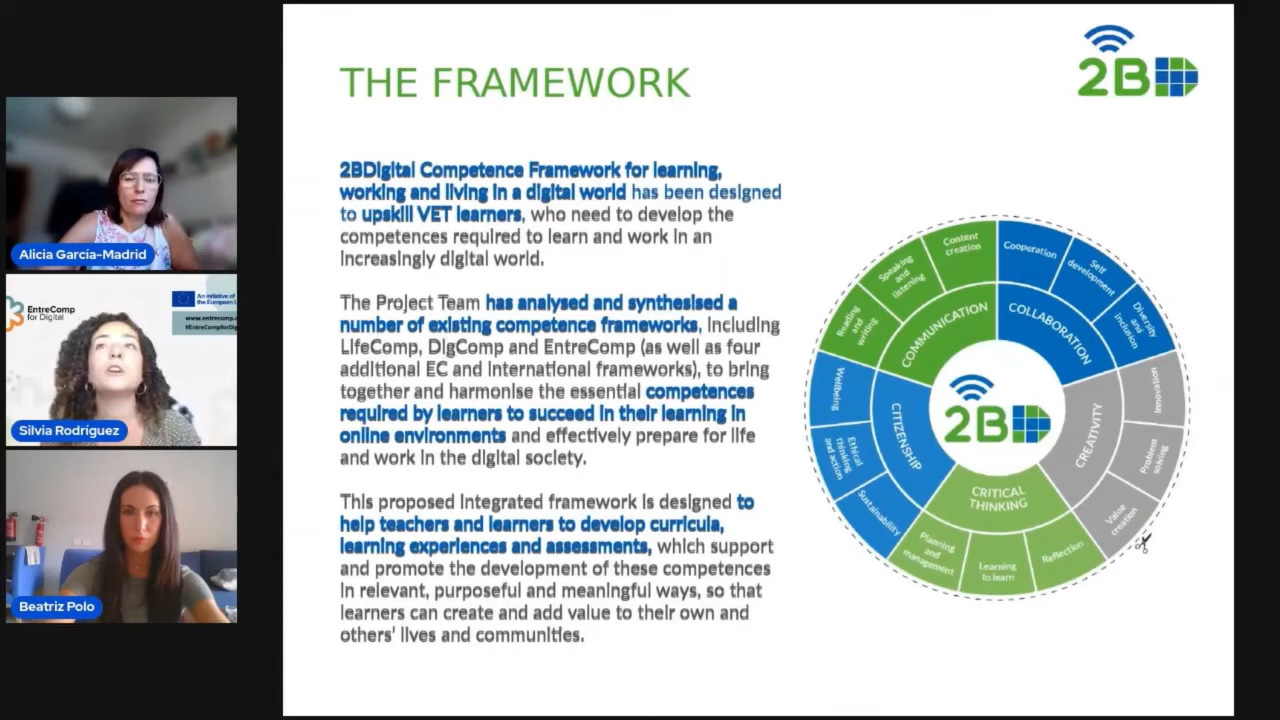 THE FRAMEWORK
2BD
2BDigital Competence Framework for learning,
working and living in a digital world has been designed
to upskill VET learners, who need to develop the
competences required to learn and work in an
increasingly digital world.
The Project Team has analysed and synthesised a
number of existing competence frameworks, including
LifeComp, DigComp and EntreComp (as well as four
additional EC and international frameworks), to bring
together and harmonise the essential competences
required by learners to succeed in their learning in
online environments and effectively prepare for life
and work in the digital society.
This proposed integrated framework is designed to
help teachers and learners to develop curricula,
learning experiences and assessments, which support
and promote the development of these competences
in relevant, purposeful and meaningful ways, so that
learners can create and add value to their own and
others' lives and communities.
COMMUNICATION
Reading
and
writing
Speaking
and
listening
Content
creation
COLLABORATION
Cooperation
Self
development
Diversity
and
inclusion
CREATIVITY
Innovation
Problem
solving
Value
creation
CRITICAL
THINKING
Reflection
Learning
to learn
Planning
and
management
CITIZENSHIP
Sustainability
Ethical
thinking
and action
Wellbeing
2BD
Alicia García-Madrid
EntreComp
for Digital
An initiative of
the European
www.entrecomp.
Silvia Rodríguez
Beatriz Polo